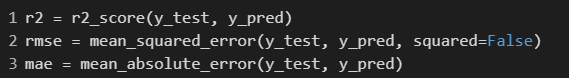 1 r2 = r2_score(y_test, y_pred)
2 rmse = mean_squared_error(y_test, y_pred, squared=False)
3 mae = mean_absolute_error(y_test, y_pred)